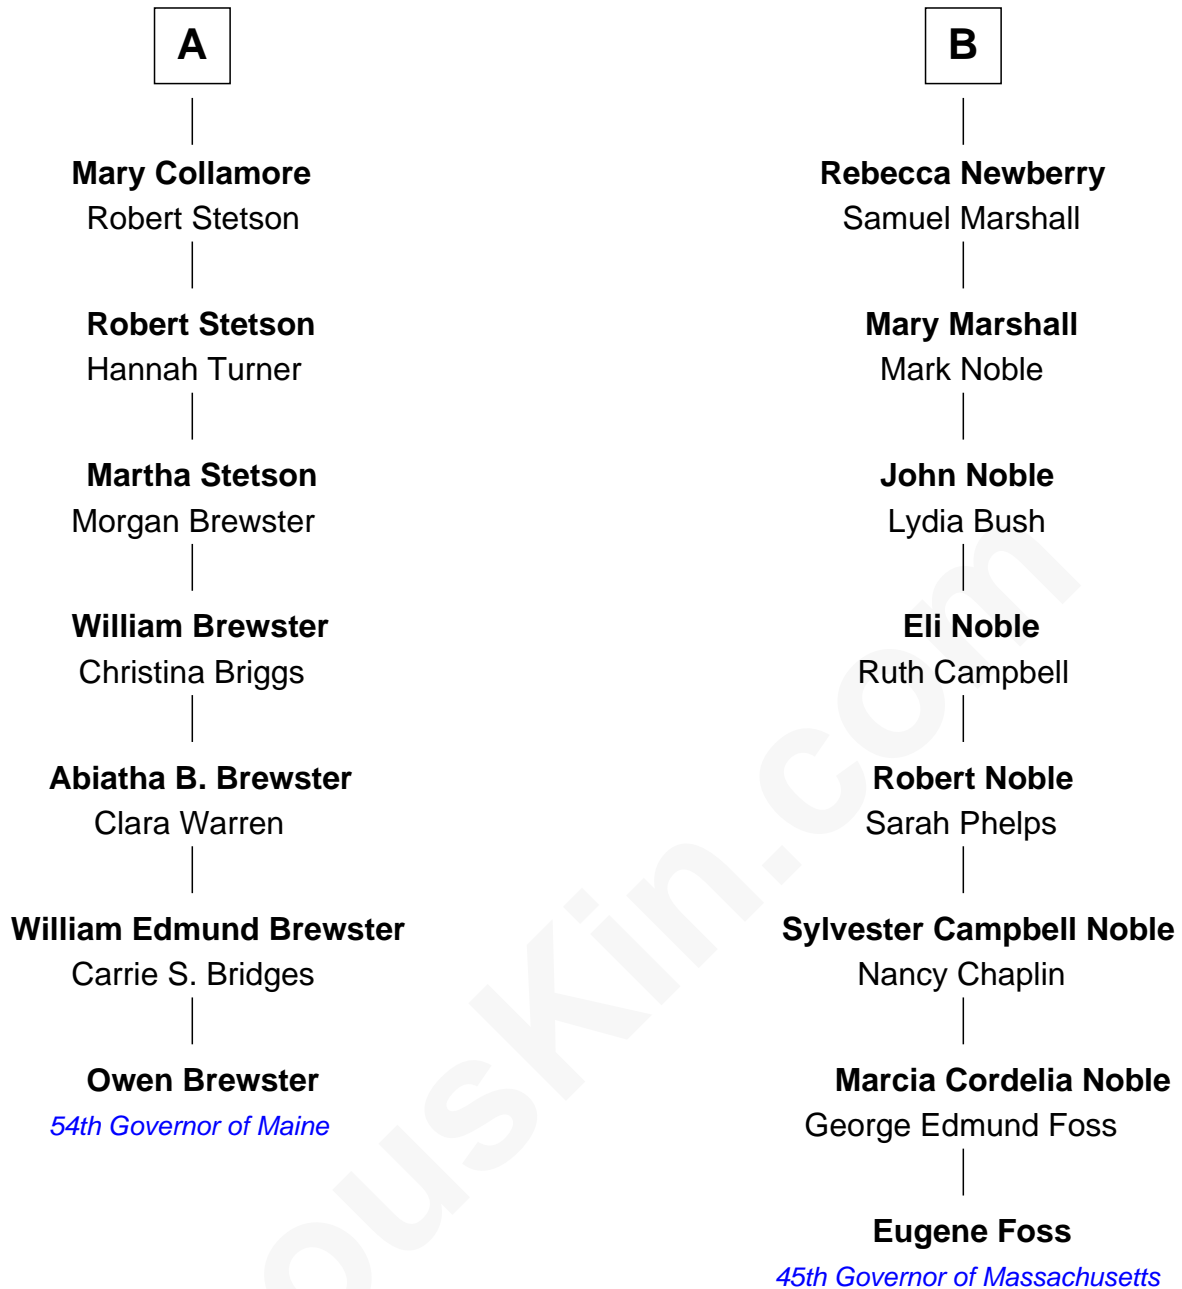 A
Mary Collamore
Robert Stetson
Robert Stetson
Hannah Turner
Martha Stetson
Morgan Brewster
William Brewster
Christina Briggs
Abiatha B. Brewster
Clara Warren
William Edmund Brewster
Carrie S. Bridges
Owen Brewster
54th Governor of Maine
B
Rebecca Newberry
Samuel Marshall
Mary Marshall
Mark Noble
John Noble
Lydia Bush
Eli Noble
Ruth Campbell
Robert Noble
Sarah Phelps
Sylvester Campbell Noble
Nancy Chaplin
Marcia Cordelia Noble
George Edmund Foss
Eugene Foss
45th Governor of Massachusetts
ousKin.com